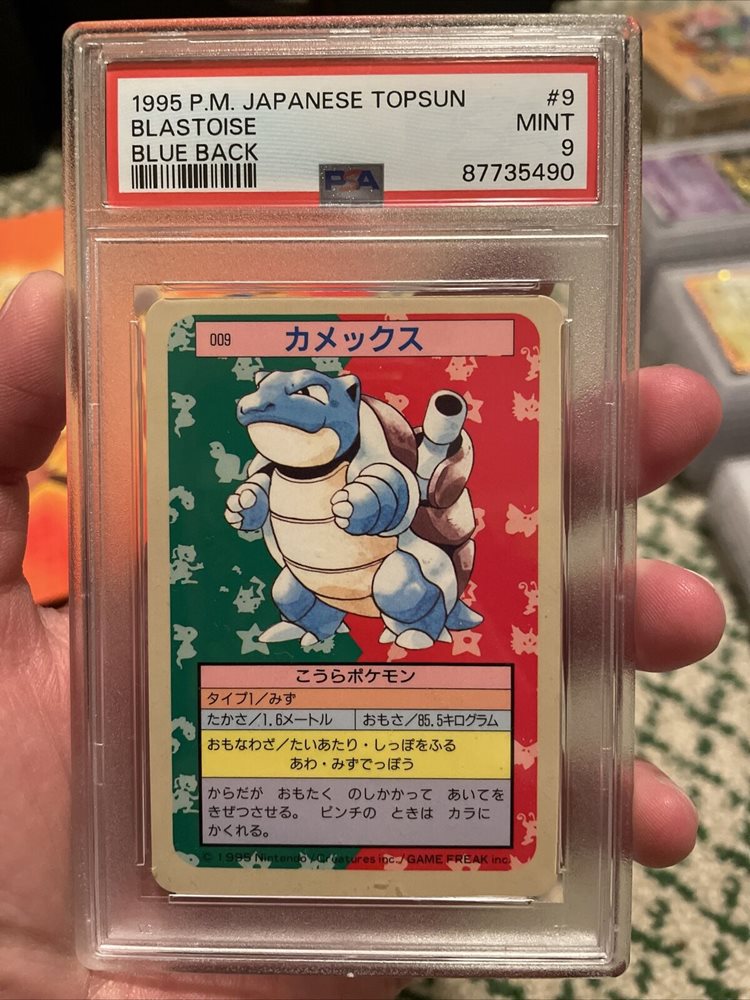 1995 P.M. JAPANESE TOPSUN #9
BLASTOISE MINT
BLUE BACK 9
PSA 87735490
009 カメックス
こうらポケモン
タイプ1/みず
たかさ/1.6メートル おもさ/85.5キログラム
おもなわざ/たいあたり・しっぽをふる
あわ・みずでっぽう
からだが おもたく のしかかって あいてを
きぜつさせる。 ピンチの ときは カラに
かくれる。
© 1995 Nintendo/Creatures inc./GAME FREAK inc.